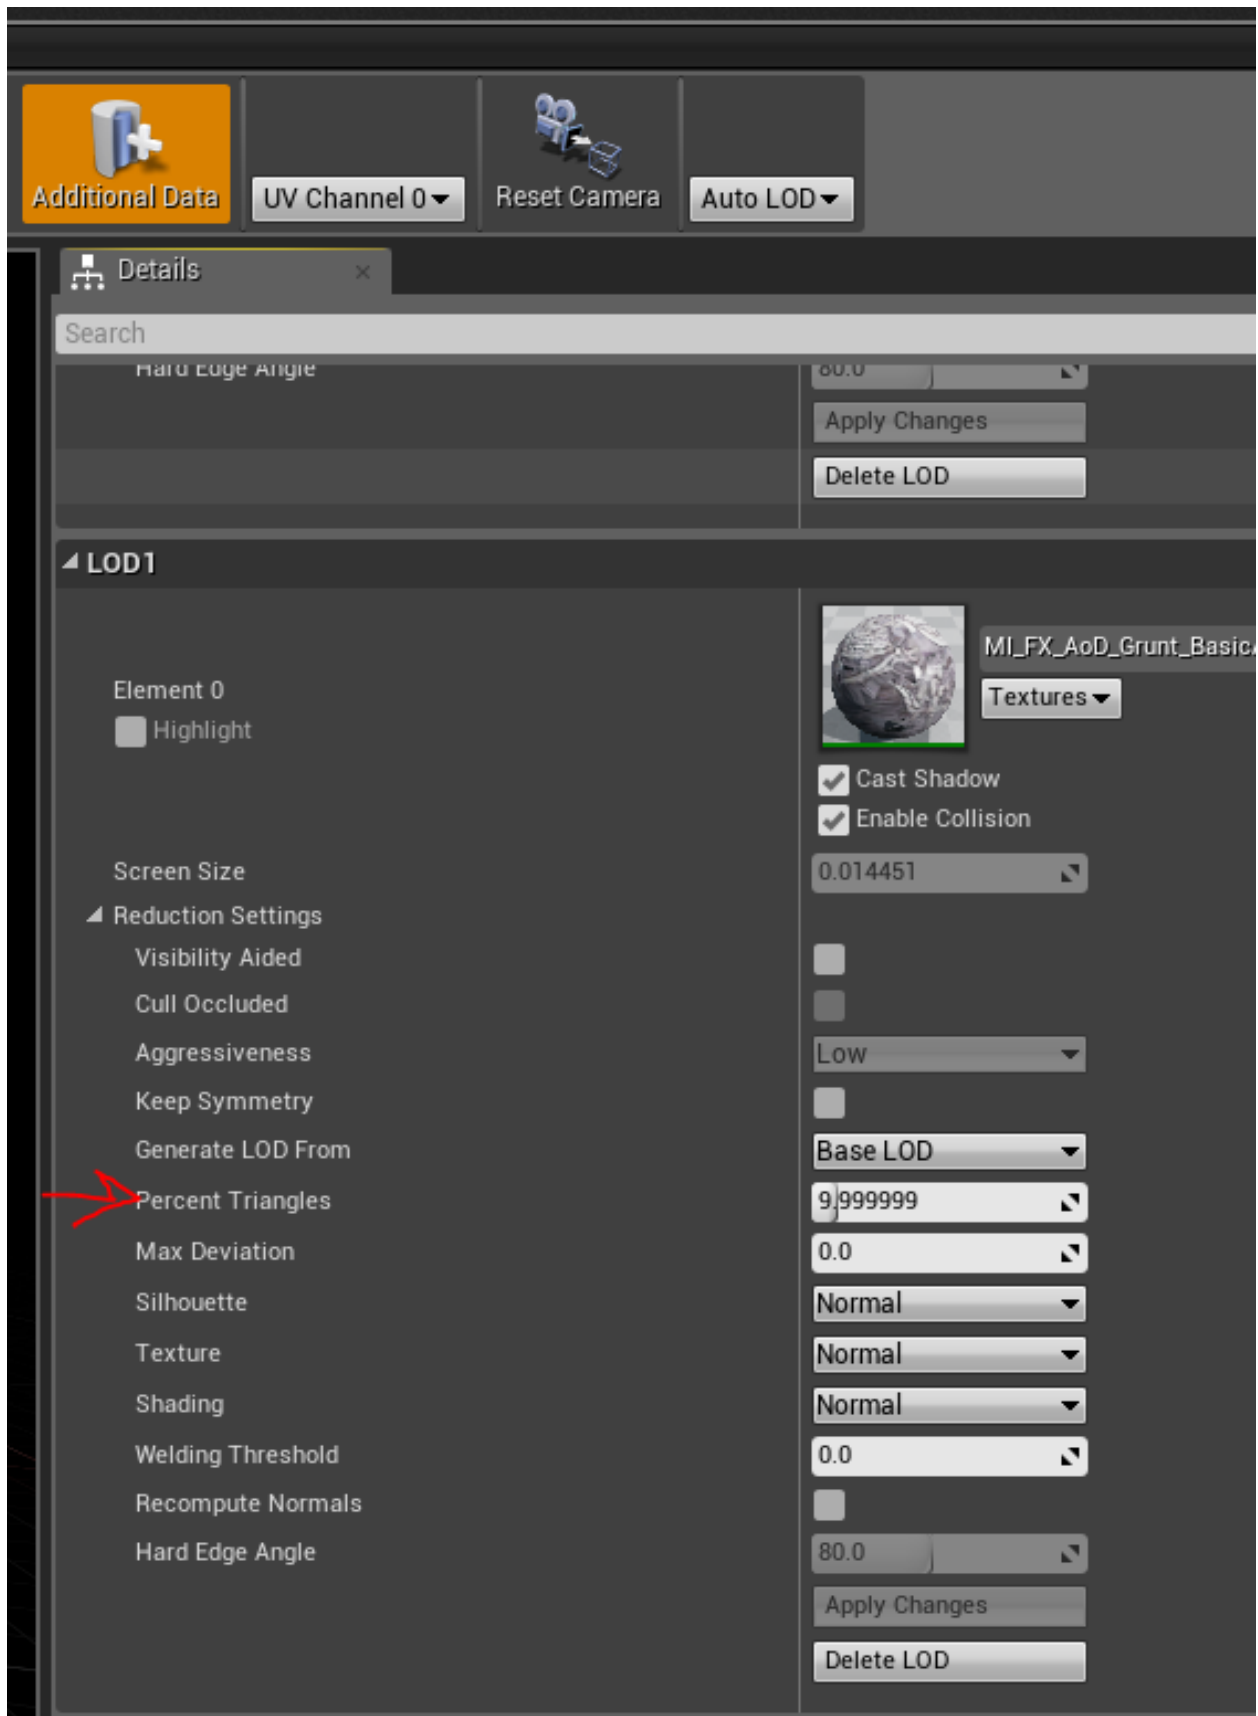 Additional Data
UV Channel 0
Reset Camera
Auto LOD
Details
Search
Hard Edge Angle 80.0
Apply Changes
Delete LOD
LOD1
MI_FX_AoD_Grunt_Basic
Element 0
Textures
Highlight
Cast Shadow
Enable Collision
Screen Size 0.014451
Reduction Settings
Visibility Aided
Cull Occluded
Aggressiveness Low
Keep Symmetry
Generate LOD From Base LOD
Percent Triangles 9.999999
Max Deviation 0.0
Silhouette Normal
Texture Normal
Shading Normal
Welding Threshold 0.0
Recompute Normals
Hard Edge Angle 80.0
Apply Changes
Delete LOD